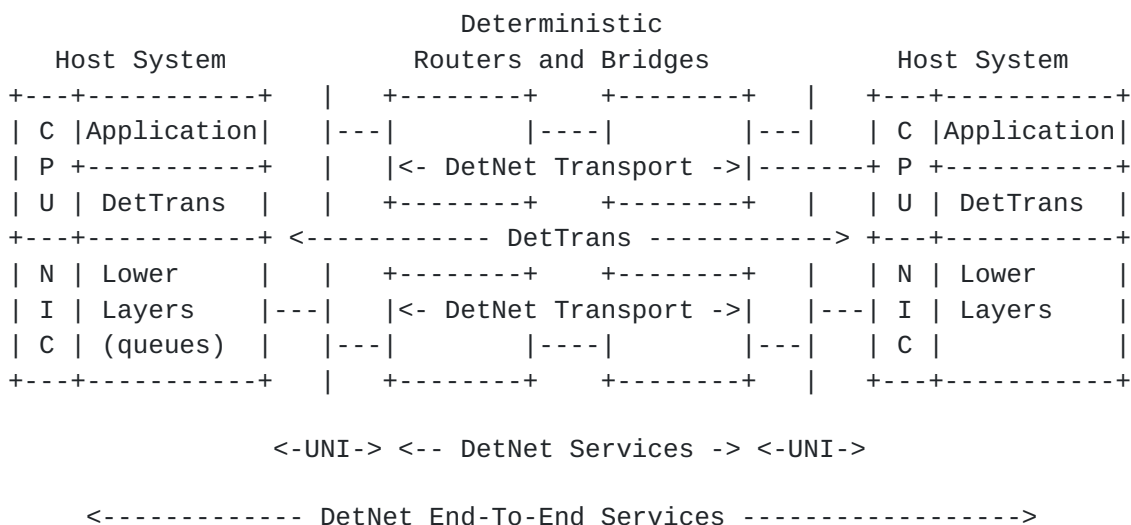 Deterministic
   Host System              Routers and Bridges             Host System
+---+-----------+   |   +--------+    +--------+   |   +---+-----------+
| C |Application|   |---|        |----|        |---|   | C |Application|
| P +-----------+   |   |<- DetNet Transport ->|-------+ P +-----------+
| U | DetTrans  |   |   +--------+    +--------+   |   | U | DetTrans  |
+---+-----------+ <------------ DetTrans ------------> +---+-----------+
| N | Lower     |   |   +--------+    +--------+   |   | N | Lower     |
| I | Layers    |---|   |<- DetNet Transport ->|   |---| I | Layers    |
| C | (queues)  |   |---|        |----|        |---|   | C |           |
+---+-----------+   |   +--------+    +--------+   |   +---+-----------+
                 <-UNI-> <-- DetNet Services -> <-UNI->
     <------------- DetNet End-To-End Services ------------------>